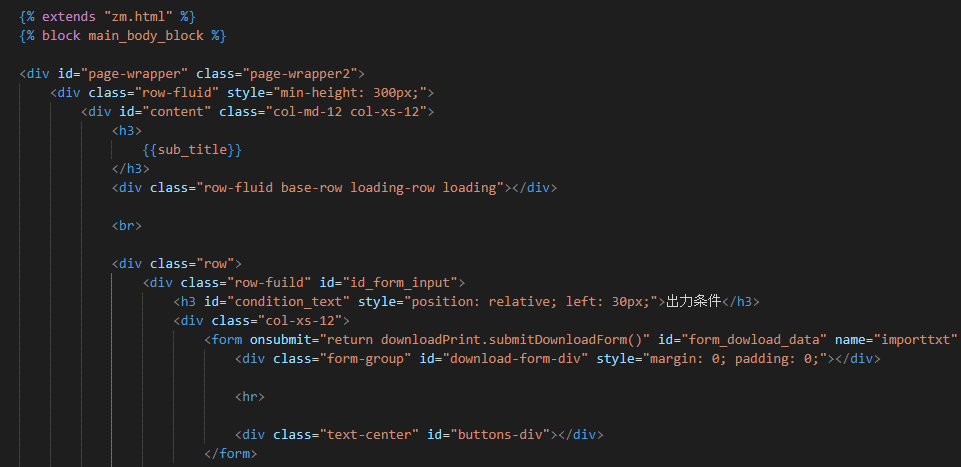 {% extends "zm.html" %}
{% block main_body_block %}
<div id="page-wrapper" class="page-wrapper2">
<div class="row-fluid" style="min-height: 300px;">
<div id="content" class="col-md-12 col-xs-12">
<h3>
{{sub_title}}
</h3>
<div class="row-fluid base-row loading-row loading"></div>
<br>
<div class="row">
<div class="row-fuild" id="id_form_input">
<h3 id="condition_text" style="position: relative; left: 30px;">出力条件</h3>
<div class="col-xs-12">
<form onsubmit="return downloadPrint.submitDownloadForm()" id="form_dowload_data" name="importtxt"
<div class="form-group" id="download-form-div" style="margin: 0; padding: 0;"></div>
<hr>
<div class="text-center" id="buttons-div"></div>
</form>